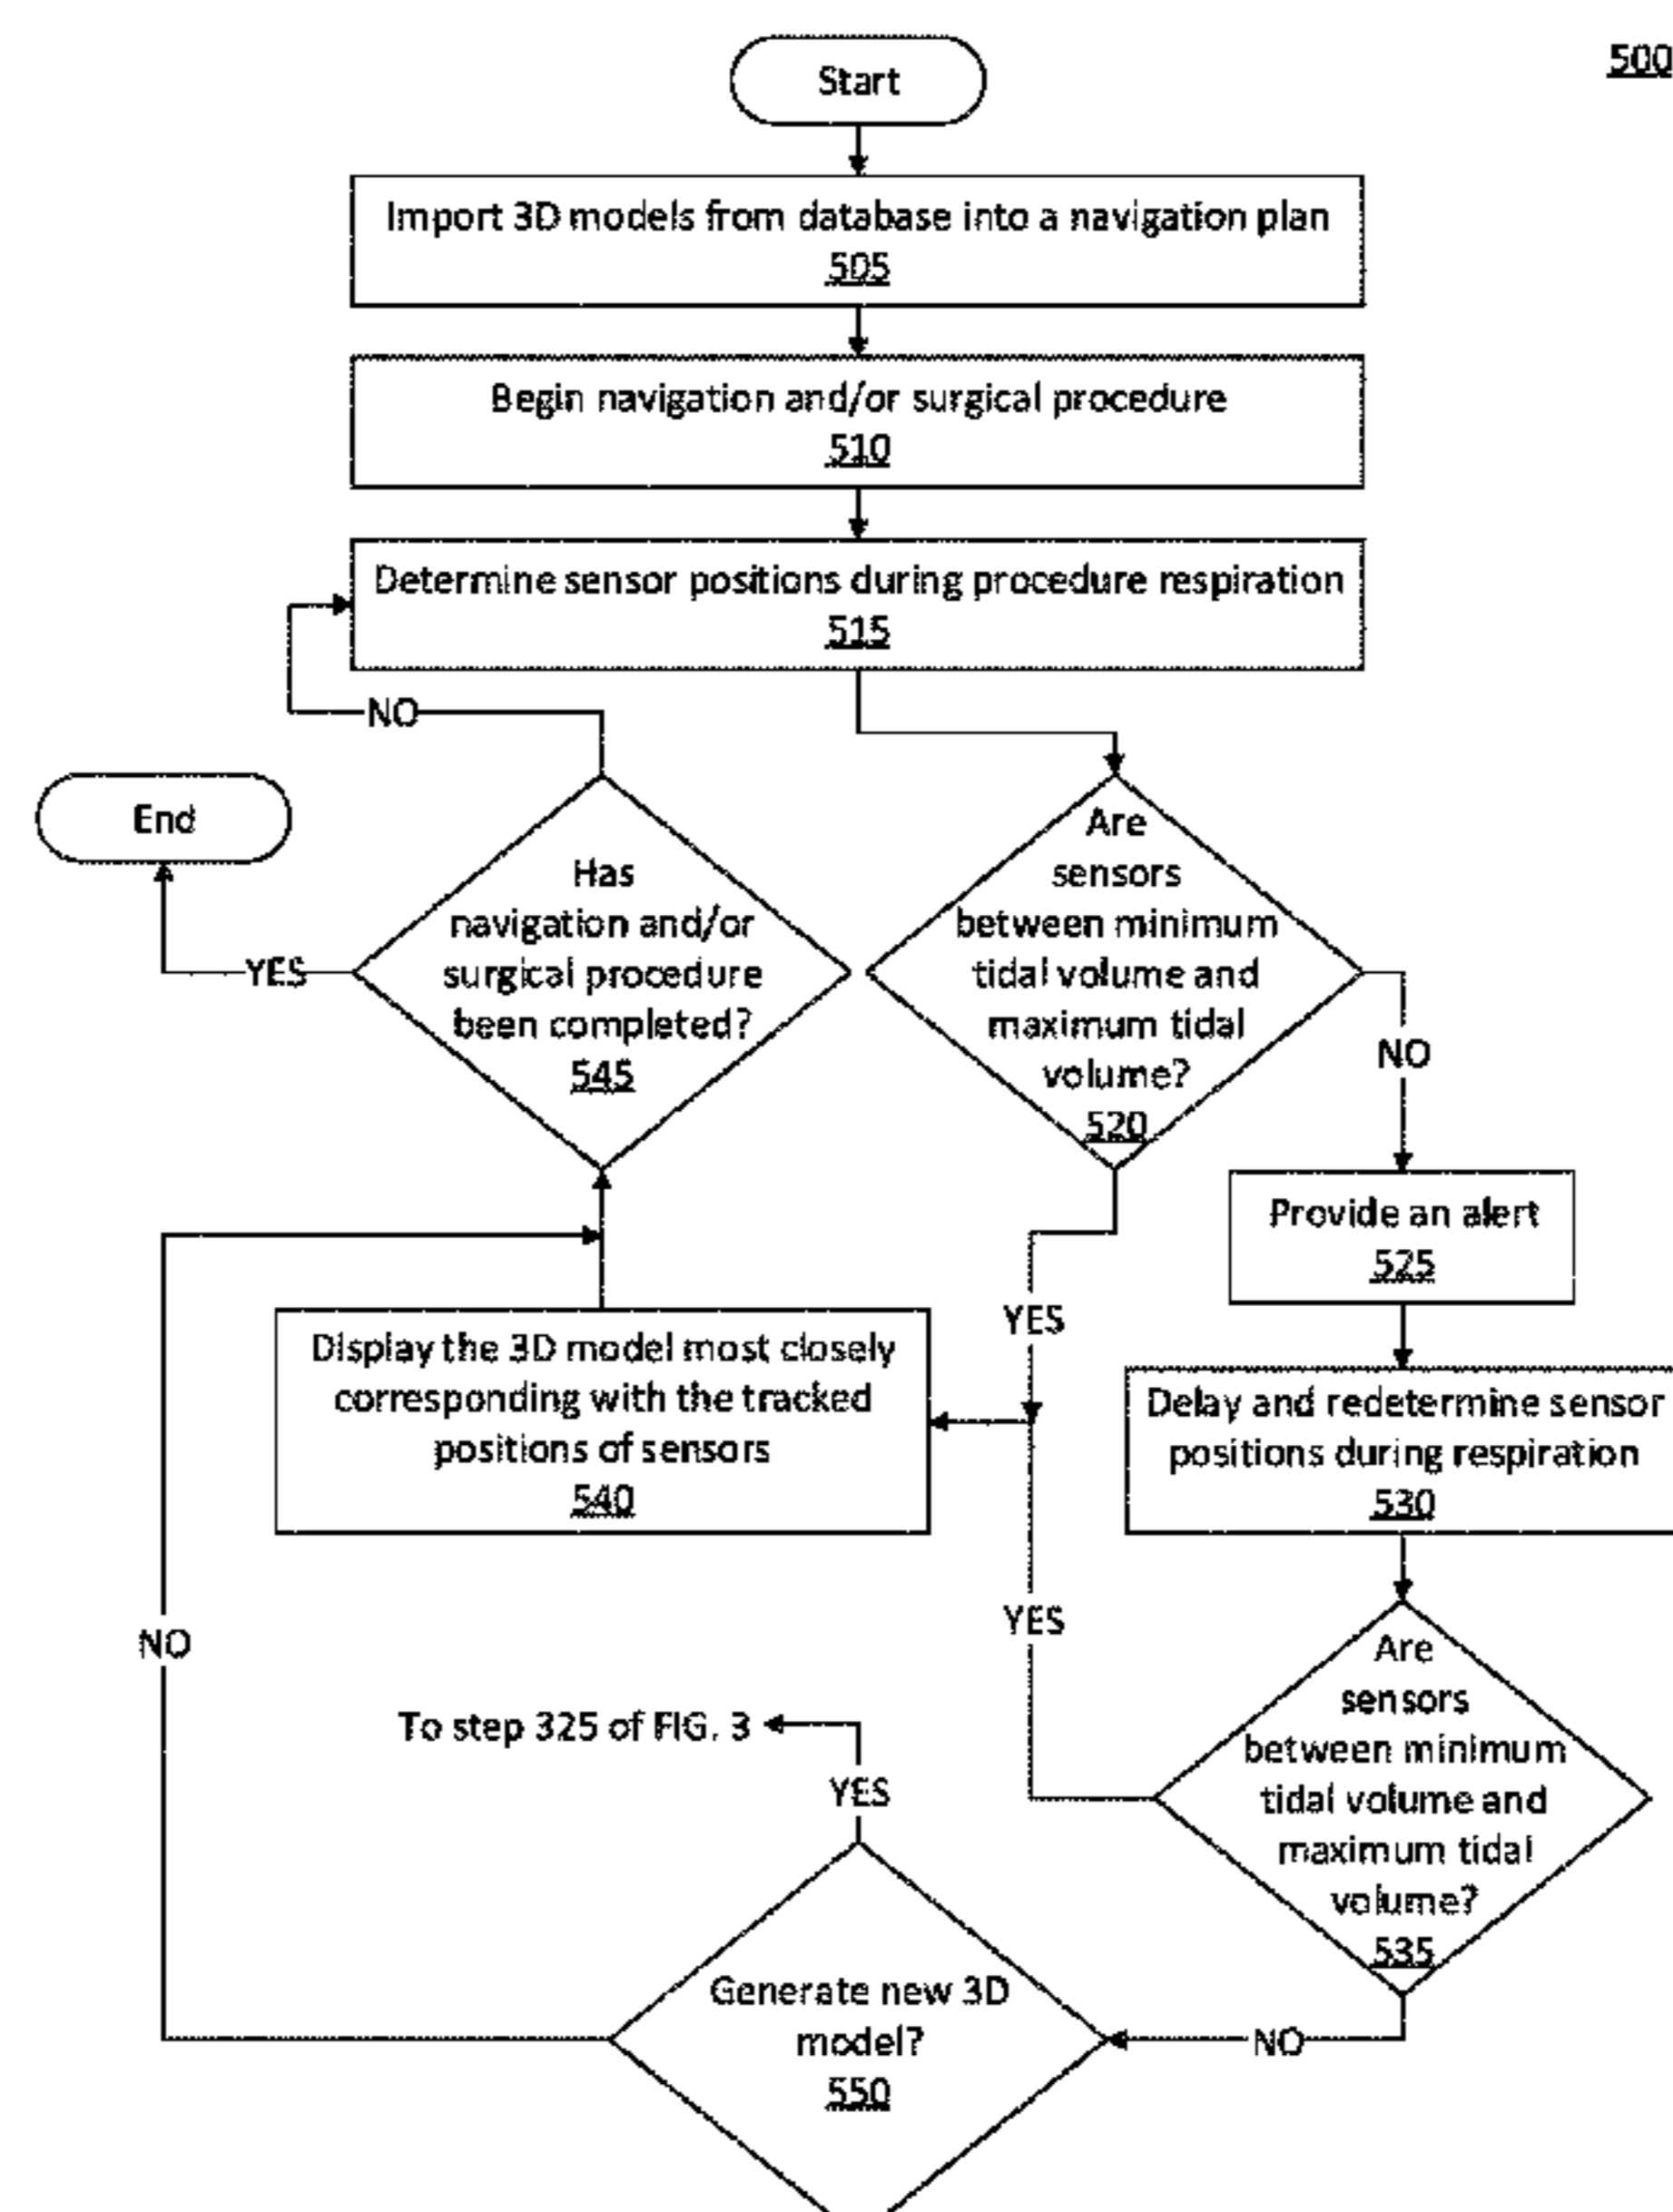 500
Start
Import 3D models from database into a navigation plan
505
Begin navigation and/or surgical procedure
510
Determine sensor positions during procedure respiration
515
NO
End
YES
Has
navigation and/or
surgical procedure
been completed?
545
Are
sensors
between minimum
tidal volume and
maximum tidal
volume?
520
NO
Provide an alert
525
YES
Display the 3D model most closely
corresponding with the tracked
positions of sensors
540
Delay and redetermine sensor
positions during respiration
530
YES
NO
Are
sensors
between minimum
tidal volume and
maximum tidal
volume?
535
To step 325 of FIG. 3
YES
Generate new 3D
model?
550
NO